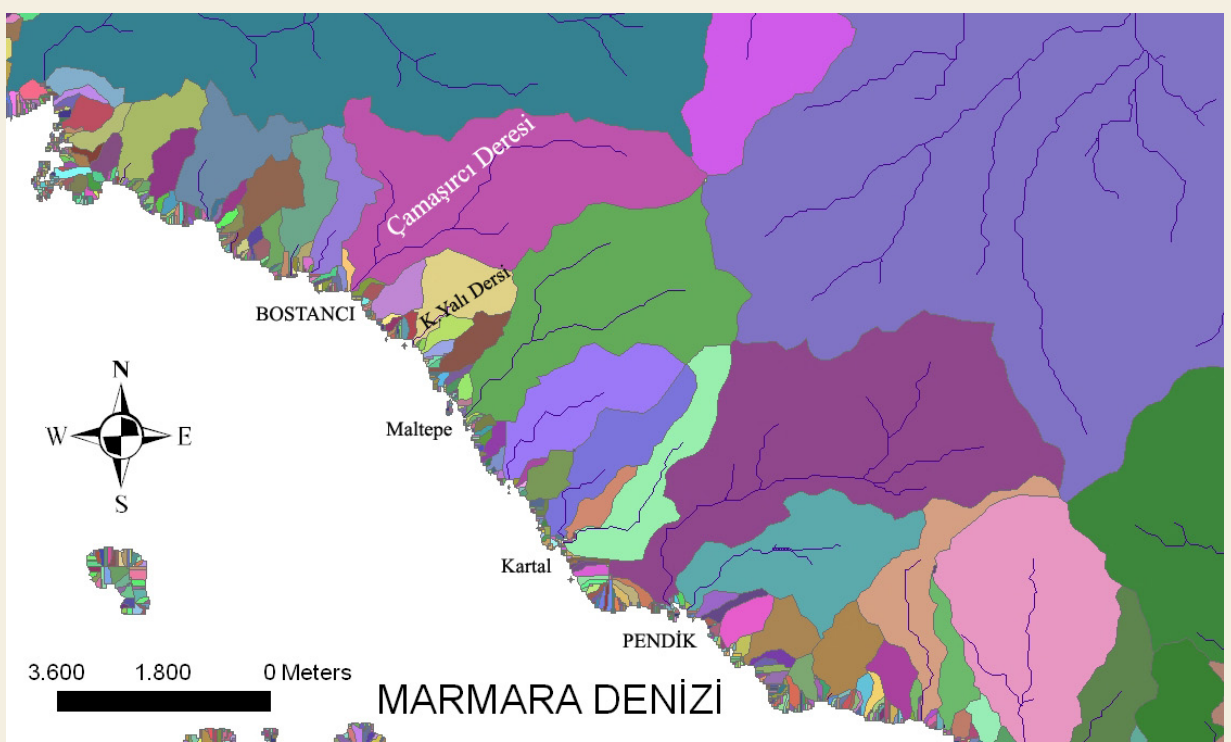 Çamaşırcı Deresi
K.Yalı Dersi
BOSTANCI
N
W E
S
Maltepe
Kartal
PENDİK
3.600 1.800 0 Meters
MARMARA DENİZİ